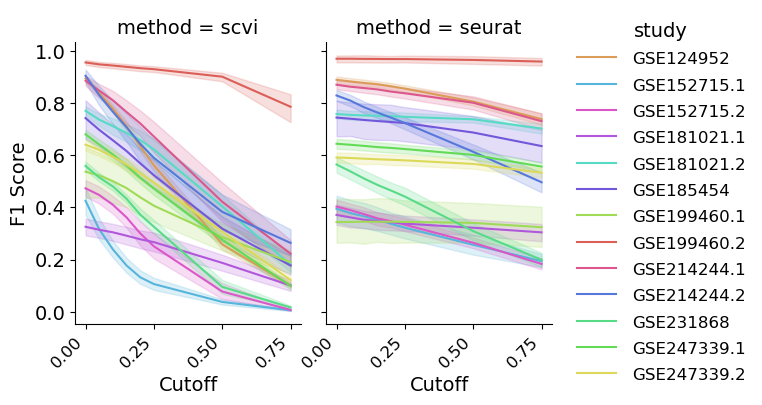 method = scvi
method = seurat
study
GSE124952
GSE152715.1
GSE152715.2
GSE181021.1
GSE181021.2
GSE185454
GSE199460.1
GSE199460.2
GSE214244.1
GSE214244.2
GSE231868
GSE247339.1
GSE247339.2
F1 Score
1.0
0.8
0.6
0.4
0.2
0.0
0.00
0.25
0.50
0.75
0.00
0.25
0.50
0.75
Cutoff
Cutoff